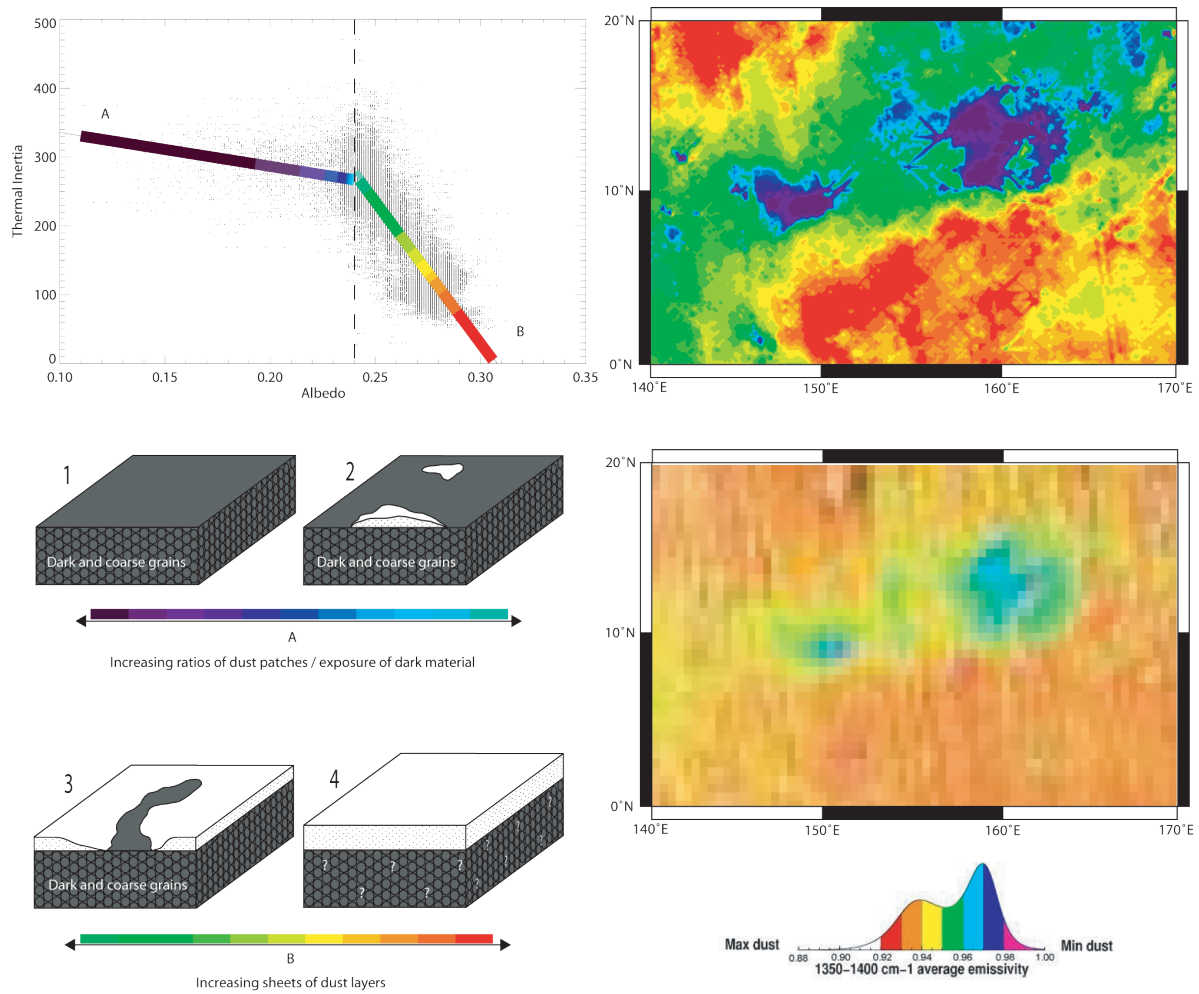 500
400
300
200
100
0
Thermal Inertia
A
B
0.10
0.15
0.20
0.25
0.30
0.35
Albedo
20°N
10°N
0°N
140°E
150°E
160°E
170°E
1
Dark and coarse grains
2
Dark and coarse grains
A
Increasing ratios of dust patches / exposure of dark material
3
Dark and coarse grains
4
? ? ? ?
? ? ? ? ? ?
B
Increasing sheets of dust layers
20°N
10°N
0°N
140°E
150°E
160°E
170°E
Max dust
Min dust
0.88 0.90 0.92 0.94 0.96 0.98 1.00
1350–1400 cm–1 average emissivity